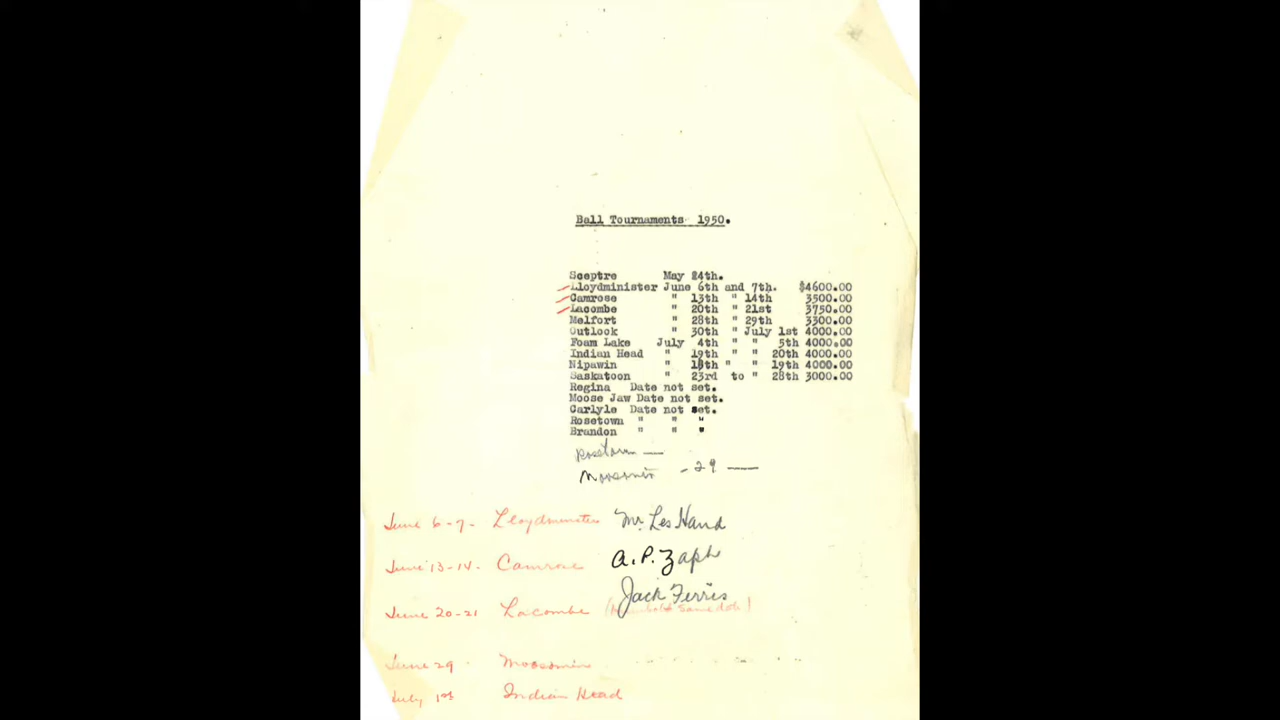 Ball Tournaments 1950.
Sceptre May 24th.
Lloydminister June 6th and 7th. $4600.00
Camrose " 13th " 14th 3500.00
Lacombe " 20th " 21st 3750.00
Melfort " 28th " 29th 3300.00
Outlook " 30th " July 1st 4000.00
Foam Lake July 4th " " 5th 4000.00
Indian Head " 19th " " 20th 4000.00
Nipawin " 18th " " 19th 4000.00
Saskatoon " 23rd to " 28th 3000.00
Regina Date not set.
Moose Jaw Date not set.
Carlyle Date not set.
Rosetown " " "
Brandon " " "
Rosetown —
Moosomin - 29 —
June 6-7- Lloydminster Mr. Les Hand
June 13-14- Camrose A.P. Zaph
Jack Ferris
June 20-21 Lacombe ( same date)
June 29 - Moosomin
July 1st Indian Head